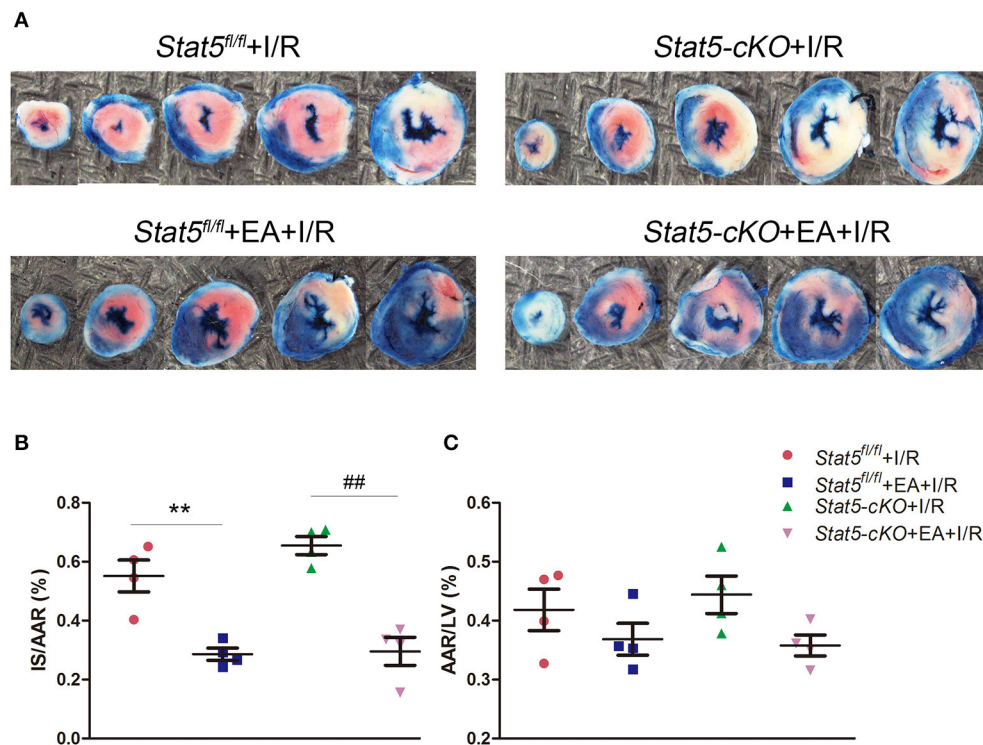 A
Stat5fl/fl+I/R
Stat5-cKO+I/R
Stat5fl/fl+EA+I/R
Stat5-cKO+EA+I/R
B
IS/AAR (%)
0.8
0.6
0.4
0.2
0.0
**
##
C
AAR/LV (%)
0.6
0.5
0.4
0.3
0.2
Stat5fl/fl+I/R
Stat5fl/fl+EA+I/R
Stat5-cKO+I/R
Stat5-cKO+EA+I/R